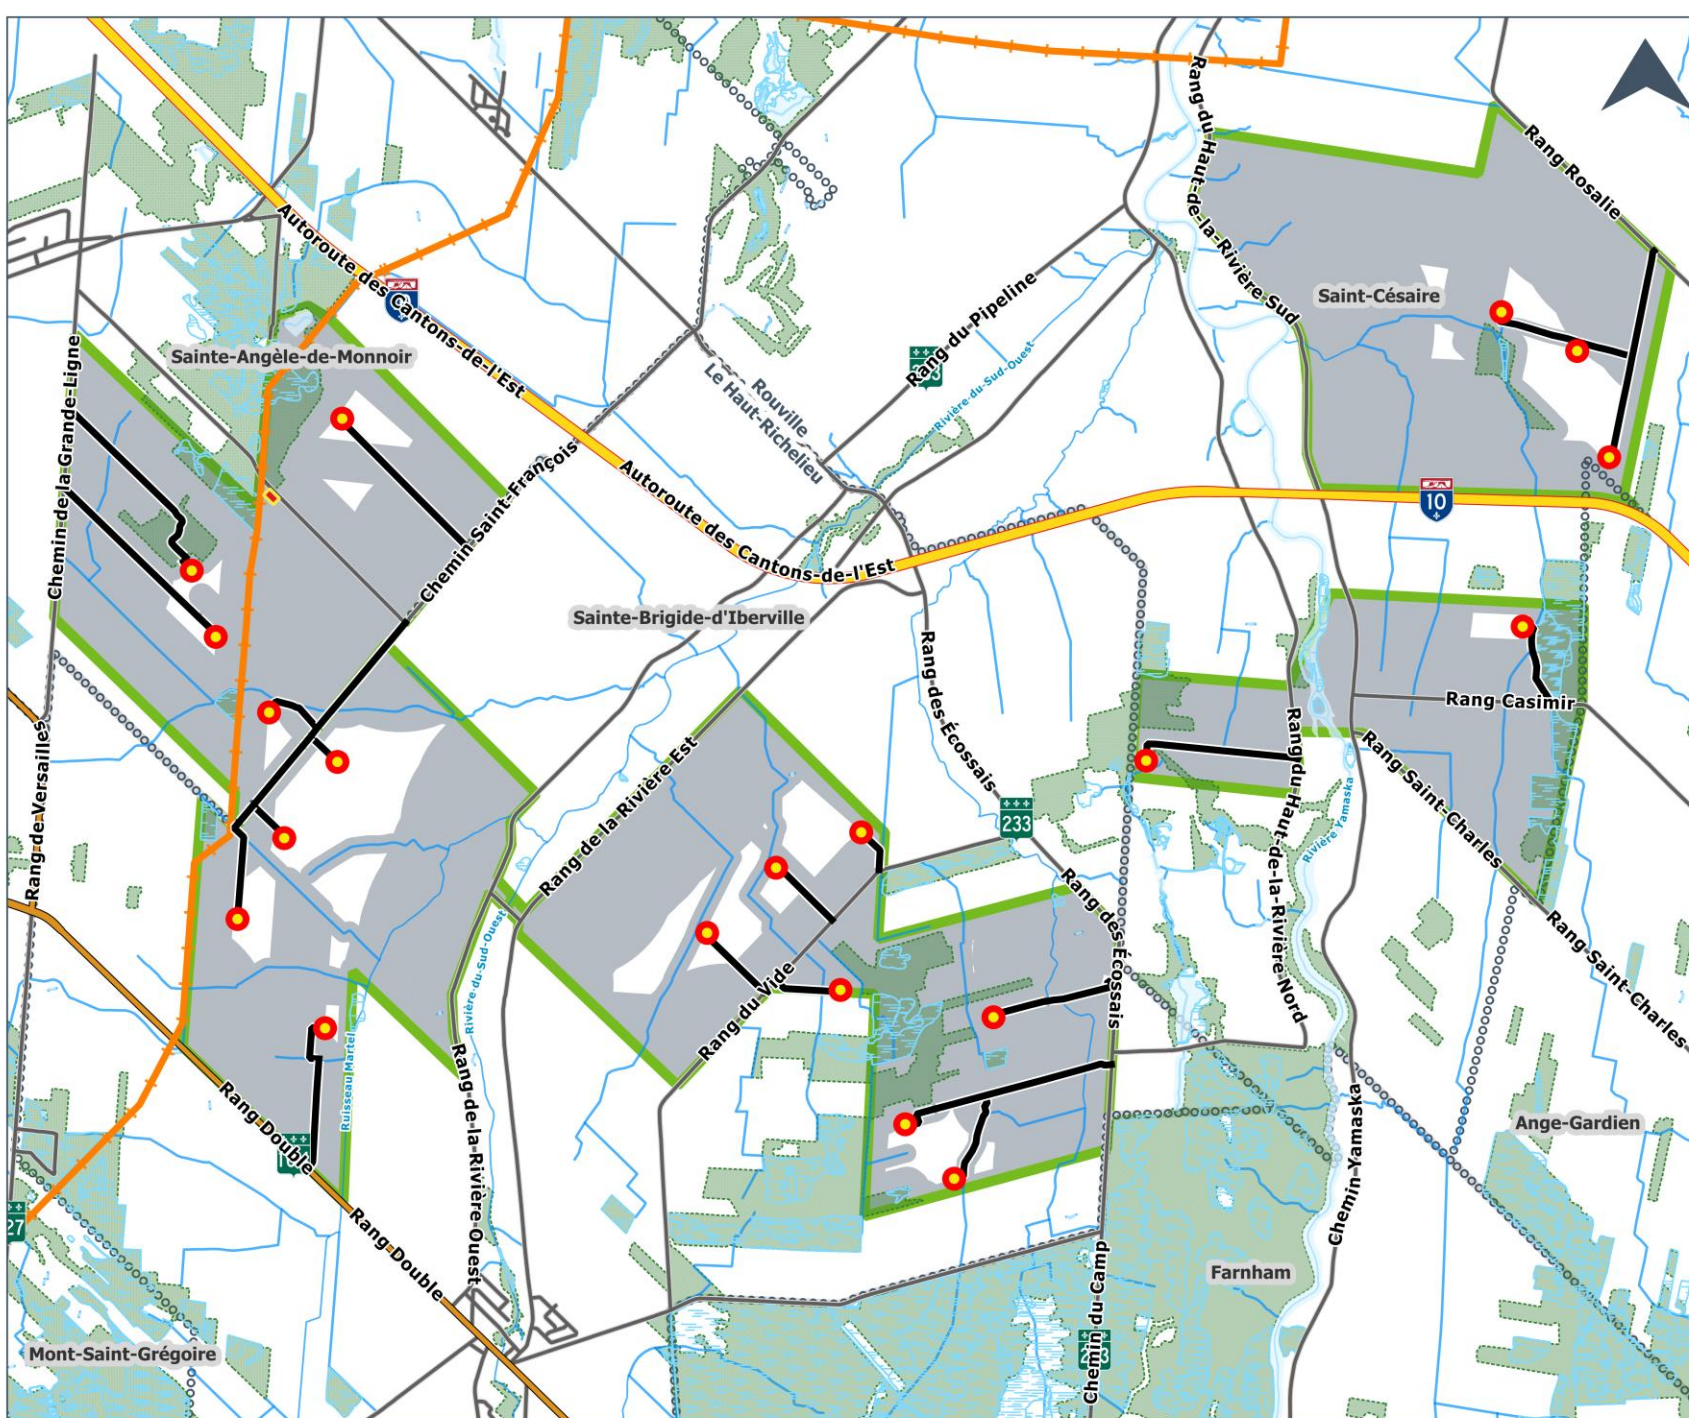 Rang du Haut-de-la-Rivière Sud
Rang Rosalie
Autoroute des Cantons-de-l'Est
Saint-Césaire
Sainte-Angèle-de-Monnoir
Rang du Pipeline
Rivière du Sud-Ouest
Rouville
Le Haut-Richelieu
Chemin de la Grande-Ligne
Chemin Saint-François
Autoroute des Cantons-de-l'Est
10
Sainte-Brigide-d'Iberville
Rang des Écossais
Rang Casimir
Rang de Versailles
Rang de la Rivière Est
233
Rang du Haut-de-la-Rivière Nord
Rivière Yamaska
Rang Saint-Charles
Rang des Écossais
Rang Saint-Charles
Rivière du Sud-Ouest
Rang du Vide
Ruisseau Martel
Rang Double
Rang de la Rivière Ouest
Chemin Yamaska
Ange-Gardien
27
Rang Double
Farnham
Chemin du Camp
Mont-Saint-Grégoire